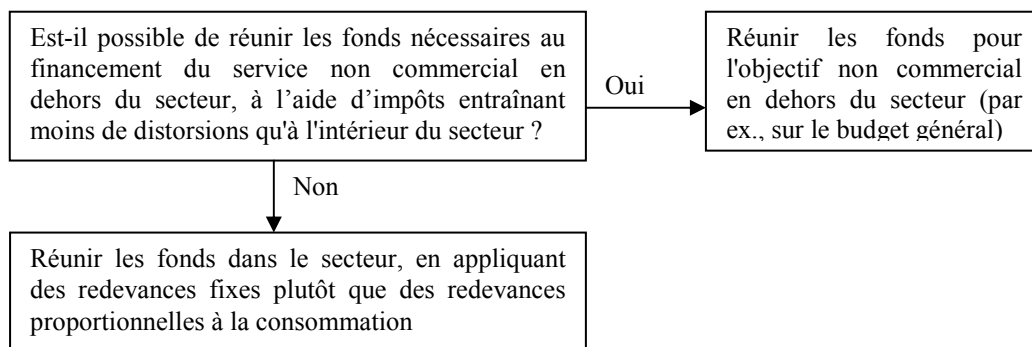 Est-il possible de réunir les fonds nécessaires au
financement du service non commercial en
dehors du secteur, à l’aide d’impôts entraînant
moins de distorsions qu'à l'intérieur du secteur ?
Oui
Réunir les fonds pour
l'objectif non commercial
en dehors du secteur (par
ex., sur le budget général)
Non
Réunir les fonds dans le secteur, en appliquant
des redevances fixes plutôt que des redevances
proportionnelles à la consommation